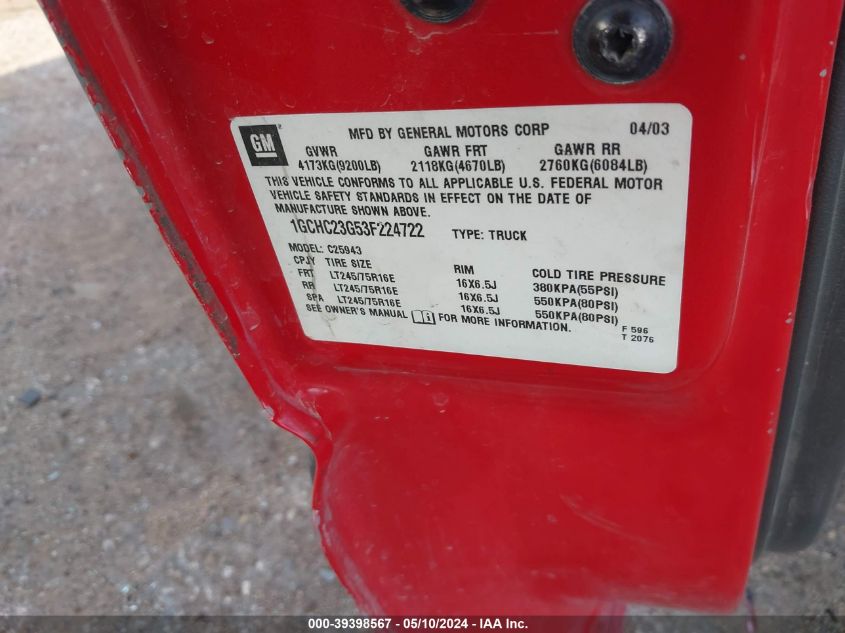 GM
MFD BY GENERAL MOTORS CORP 04/03
GVWR GAWR FRT GAWR RR
4173KG(9200LB) 2118KG(4670LB) 2760KG(6084LB)
THIS VEHICLE CONFORMS TO ALL APPLICABLE U.S. FEDERAL MOTOR
VEHICLE SAFETY STANDARDS IN EFFECT ON THE DATE OF
MANUFACTURE SHOWN ABOVE.
1GCHC23G53F224722 TYPE: TRUCK
MODEL: C25943
CPJY TIRE SIZE RIM COLD TIRE PRESSURE
FRT LT245/75R16E 16X6.5J 380KPA(55PSI)
RR LT245/75R16E 16X6.5J 550KPA(80PSI)
SPA LT245/75R16E 16X6.5J 550KPA(80PSI)
SEE OWNER'S MANUAL FOR MORE INFORMATION.
F 596
T 2076
000-39398567 - 05/10/2024 - IAA Inc.